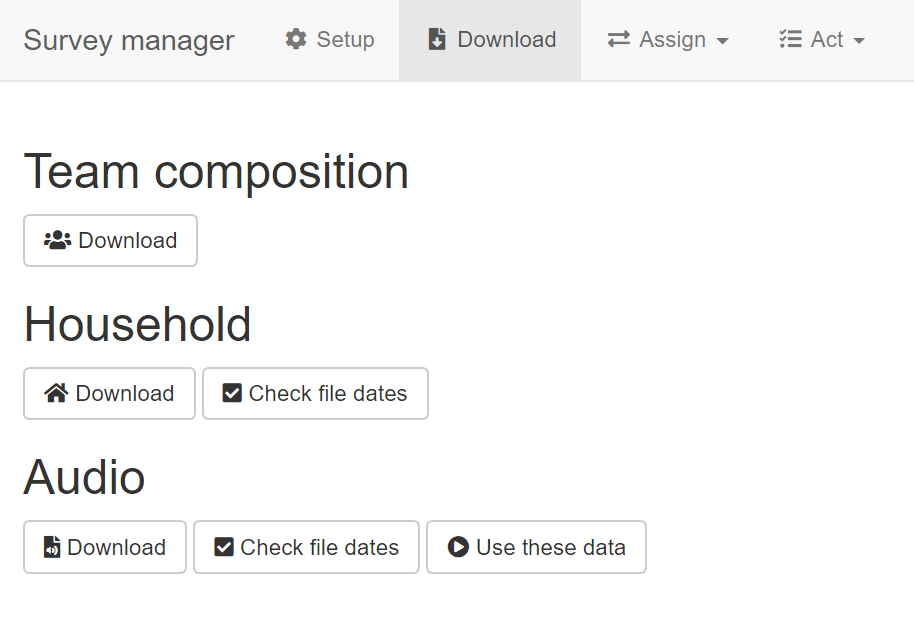 Survey manager Setup Download Assign Act
Team composition
Download
Household
Download Check file dates
Audio
Download Check file dates Use these data